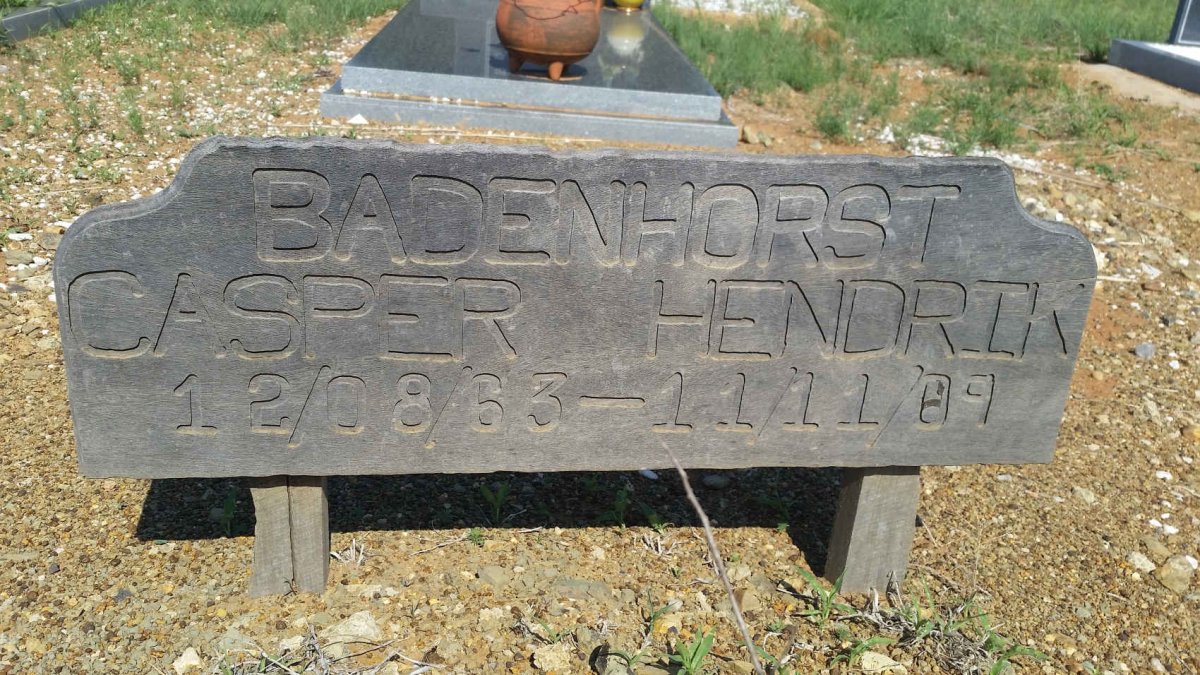 BADENHORST
CASPER HENDRIK
12/08/63 — 11/11/09